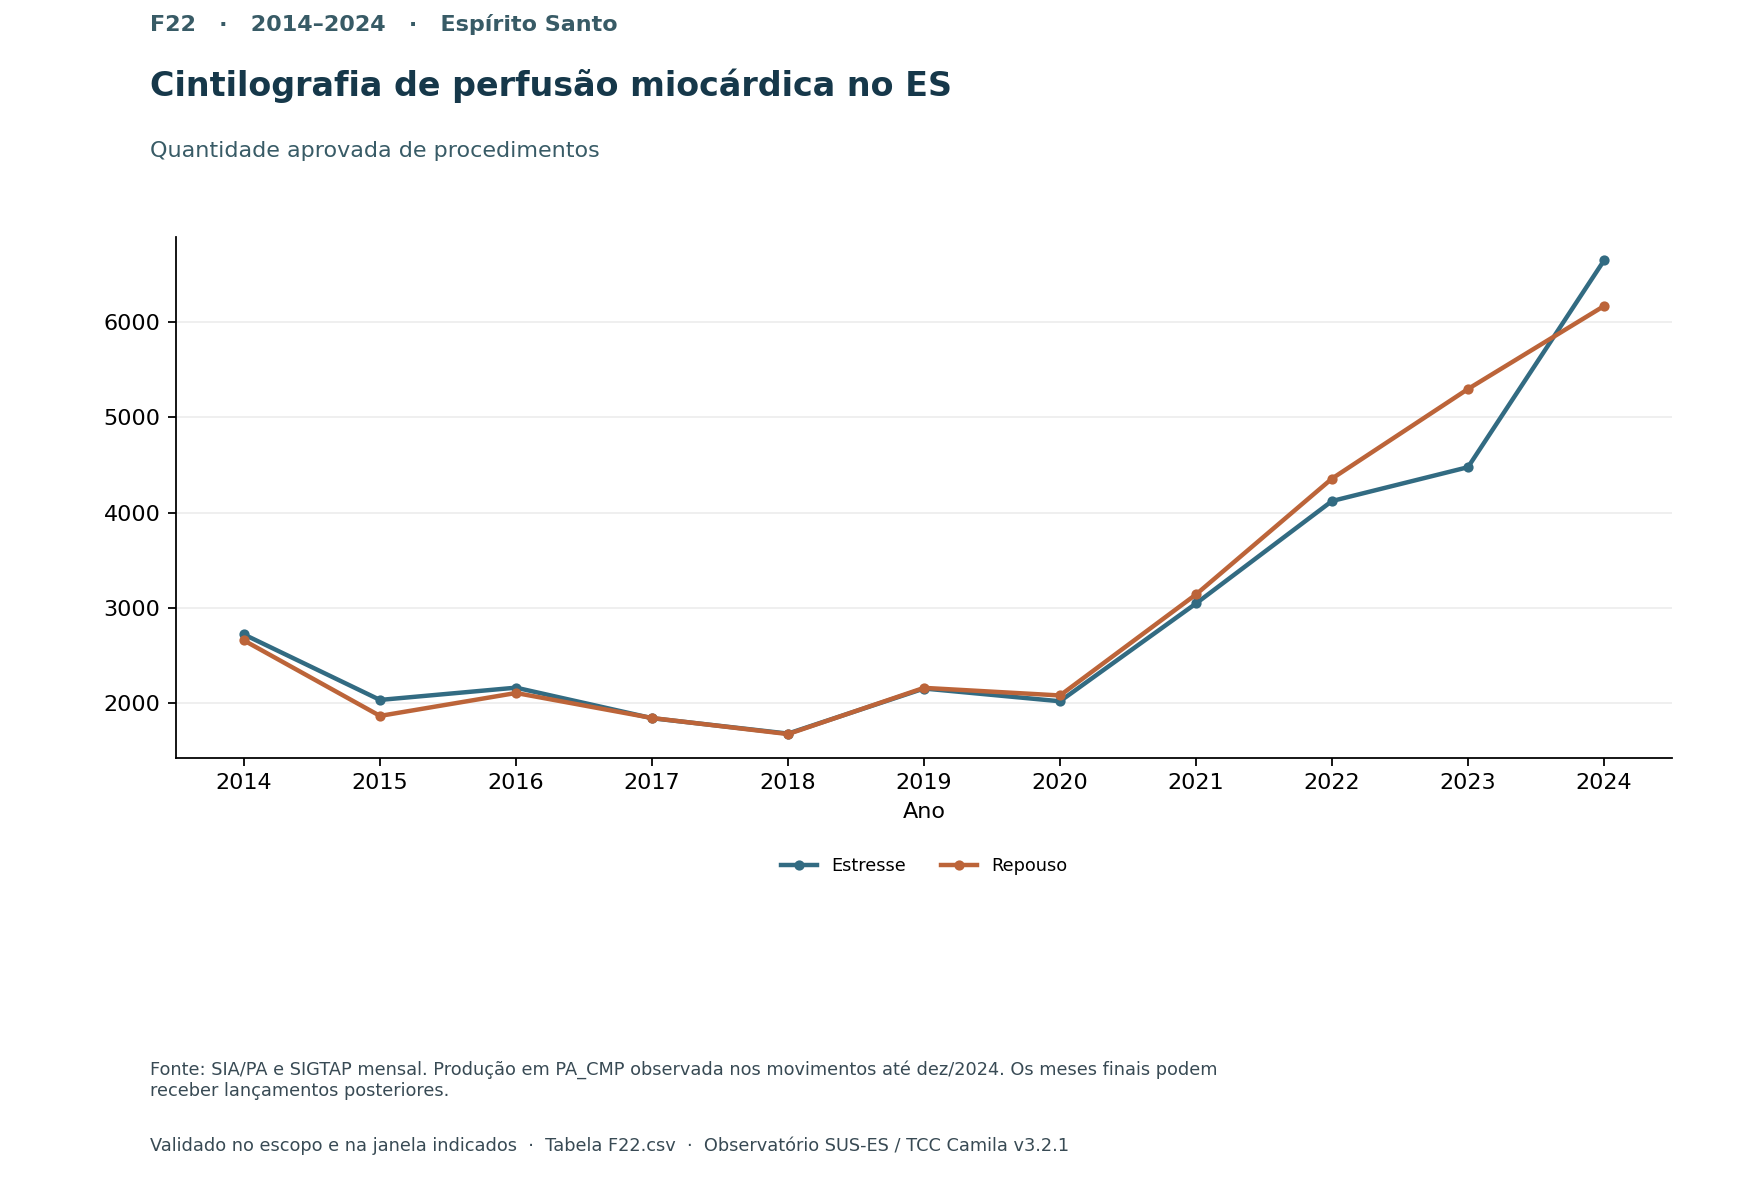 F22 · 2014–2024 · Espírito Santo
Cintilografia de perfusão miocárdica no ES
Quantidade aprovada de procedimentos
6000
5000
4000
3000
2000
2014 2015 2016 2017 2018 2019 2020 2021 2022 2023 2024
Ano
Estresse Repouso
Fonte: SIA/PA e SIGTAP mensal. Produção em PA_CMP observada nos movimentos até dez/2024. Os meses finais podem
receber lançamentos posteriores.
Validado no escopo e na janela indicados · Tabela F22.csv · Observatório SUS-ES / TCC Camila v3.2.1